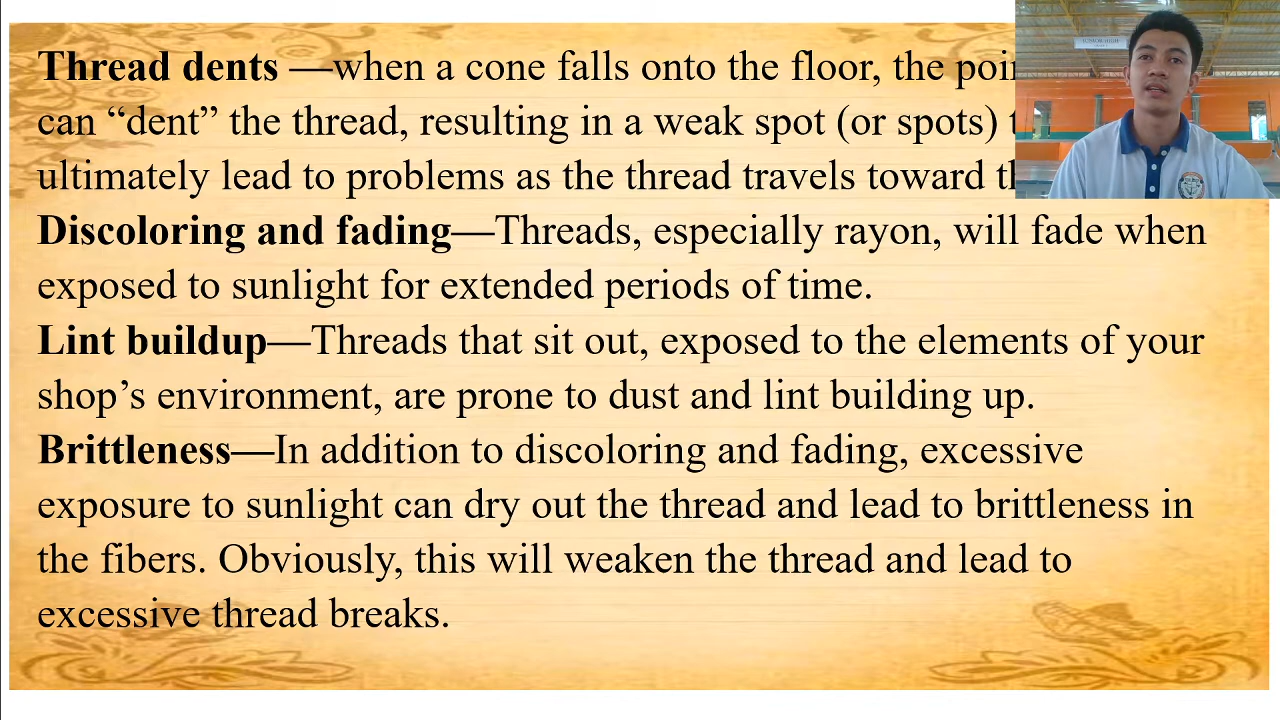 Thread dents —when a cone falls onto the floor, the
can “dent” the thread, resulting in a weak spot (or spots)
ultimately lead to problems as the thread travels toward
Discoloring and fading—Threads, especially rayon, will fade when
exposed to sunlight for extended periods of time.
Lint buildup—Threads that sit out, exposed to the elements of your
shop’s environment, are prone to dust and lint building up.
Brittleness—In addition to discoloring and fading, excessive
exposure to sunlight can dry out the thread and lead to brittleness in
the fibers. Obviously, this will weaken the thread and lead to
excessive thread breaks.